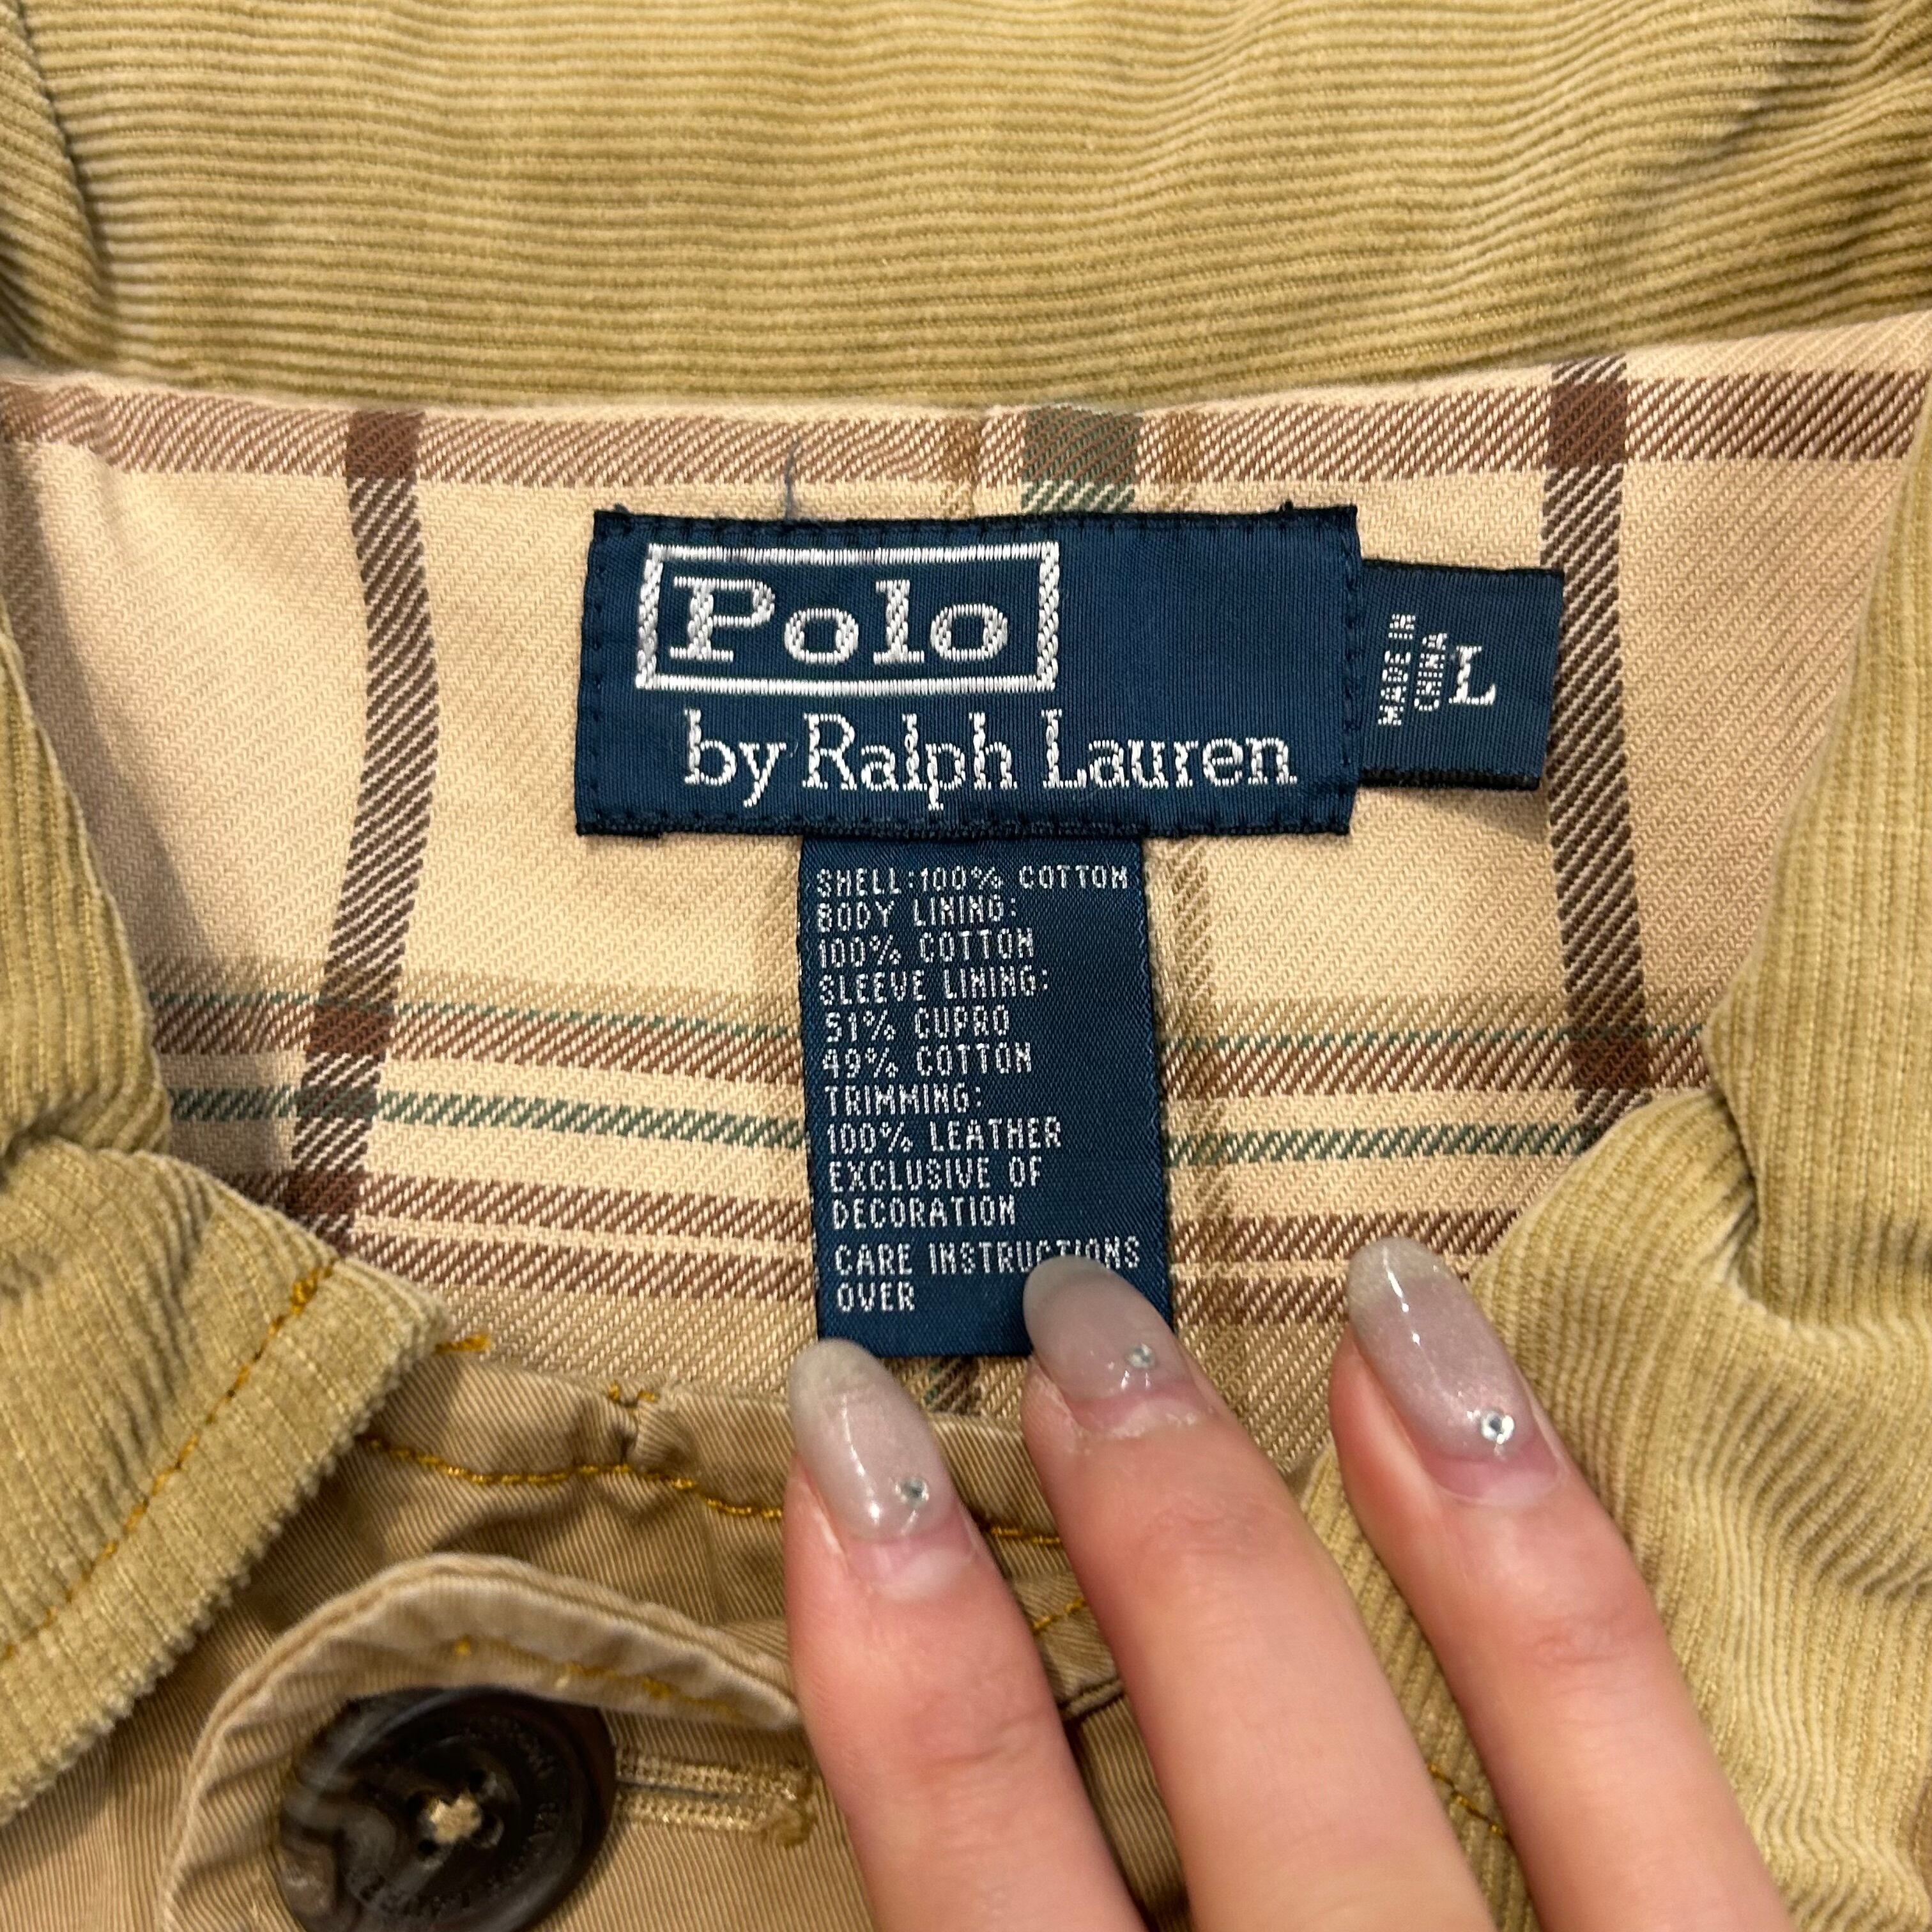 Polo
by Ralph Lauren
MADE IN
CHINA
L
SHELL:100% COTTON
BODY LINING:
100% COTTON
SLEEVE LINING:
51% CUPRO
49% COTTON
TRIMMING:
100% LEATHER
EXCLUSIVE OF
DECORATION
CARE INSTRUCTIONS
OVER